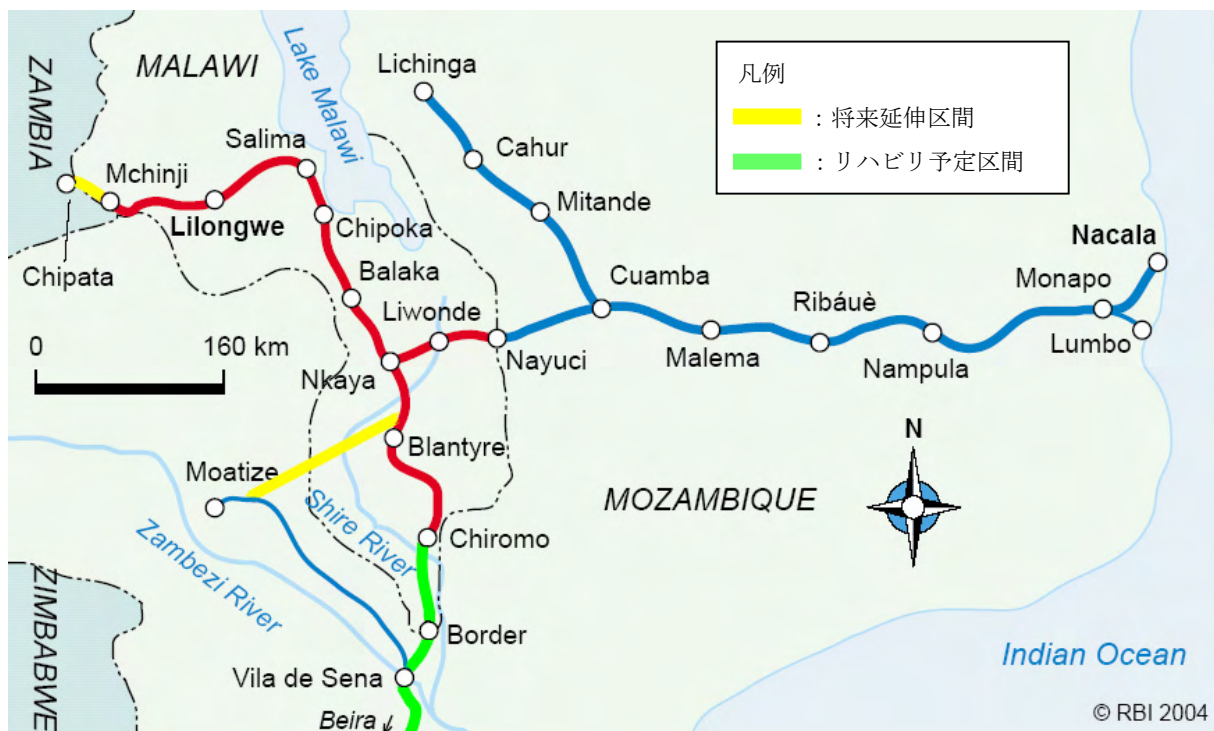 ZAMBIA
MALAWI
Lake Malawi
Lichinga
凡例
：将来延伸区間
：リハビリ予定区間
Salima
Cahur
Mchinji
Mitande
Lilongwe
Chipoka
Nacala
Chipata
Balaka
Cuamba
Monapo
Liwonde
Ribáuè
0 160 km
Nayuci
Malema
Nampula
Lumbo
Nkaya
N
Blantyre
Moatize
MOZAMBIQUE
Shire River
Chiromo
Zambezi River
ZIMBABWE
Border
Indian Ocean
Vila de Sena
Beira
© RBI 2004